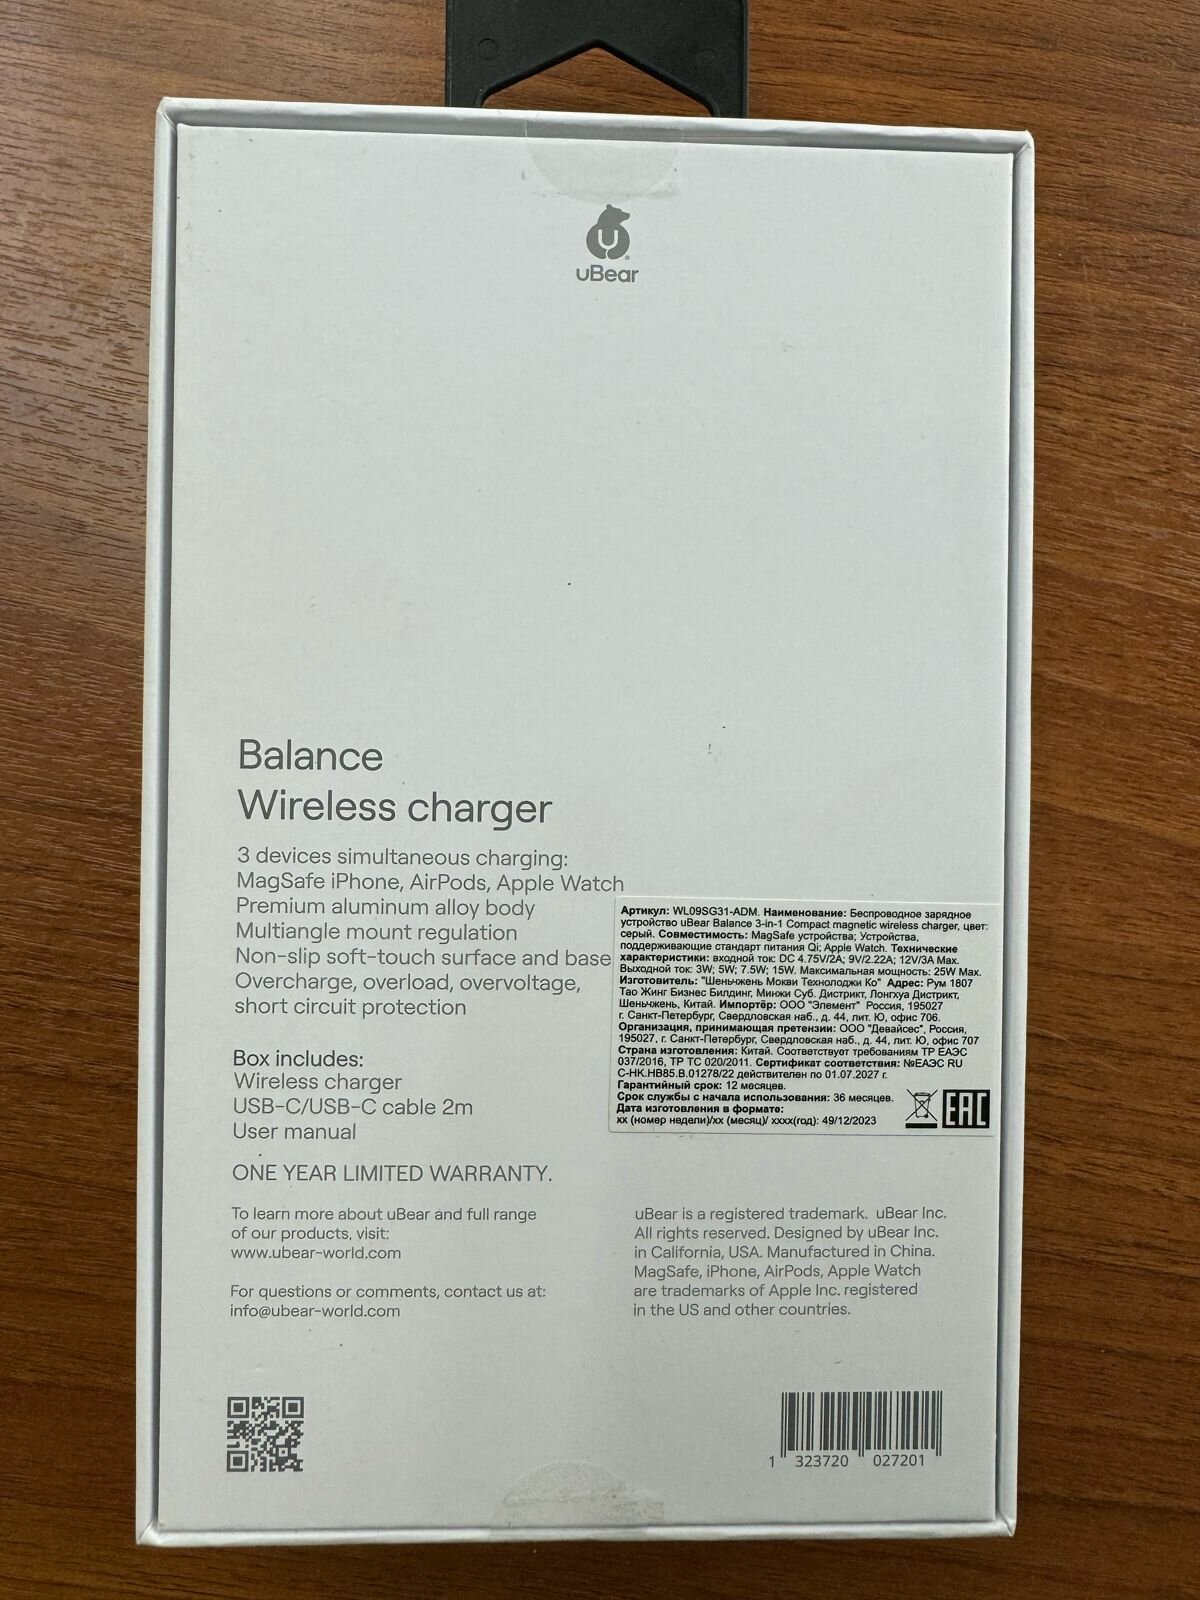 uBear
Balance
Wireless charger
3 devices simultaneous charging:
MagSafe iPhone, AirPods, Apple Watch
Premium aluminum alloy body
Multiangle mount regulation
Non-slip soft-touch surface and base
Overcharge, overload, overvoltage,
short circuit protection
Box includes:
Wireless charger
USB-C/USB-C cable 2m
User manual
ONE YEAR LIMITED WARRANTY.
To learn more about uBear and full range
of our products, visit:
www.ubear-world.com
For questions or comments, contact us at:
info@ubear-world.com
Артикул: WL09SG31-ADM. Наименование: Беспроводное зарядное
устройство uBear Balance 3-in-1 Compact magnetic wireless charger, цвет:
серый. Совместимость: MagSafe устройства; Устройства,
поддерживающие стандарт питания Qi; Apple Watch. Технические
характеристики: входной ток: DC 4.75V/2A; 9V/2.22A; 12V/3A Max.
Выходной ток: 3W; 5W; 7.5W; 15W. Максимальная мощность: 25W Max.
Изготовитель: "Шеньчжень Мокви Технолоджи Ко" Адрес: Рум 1807
Тао Жинг Бизнес Билдинг, Минжи Суб. Дистрикт, Лонгхуа Дистрикт,
Шеньчжень, Китай. Импортёр: ООО "Элемент" Россия, 195027
г. Санкт-Петербург, Свердловская наб., д. 44, лит. Ю, офис 706.
Организация, принимающая претензии: ООО "Девайсес", Россия,
195027, г. Санкт-Петербург, Свердловская наб., д. 44, лит. Ю, офис 707
Страна изготовления: Китай. Соответствует требованиям ТР ЕАЭС
037/2016, ТР ТС 020/2011. Сертификат соответствия: №ЕАЭС RU
С-HK.HB85.B.01278/22 действителен по 01.07.2027 г.
Гарантийный срок: 12 месяцев.
Срок службы с начала использования: 36 месяцев.
Дата изготовления в формате:
хх (номер недели)/хх (месяц)/ хххх(год): 49/12/2023
EAC
uBear is a registered trademark. uBear Inc.
All rights reserved. Designed by uBear Inc.
in California, USA. Manufactured in China.
MagSafe, iPhone, AirPods, Apple Watch
are trademarks of Apple Inc. registered
in the US and other countries.
1 323720 027201